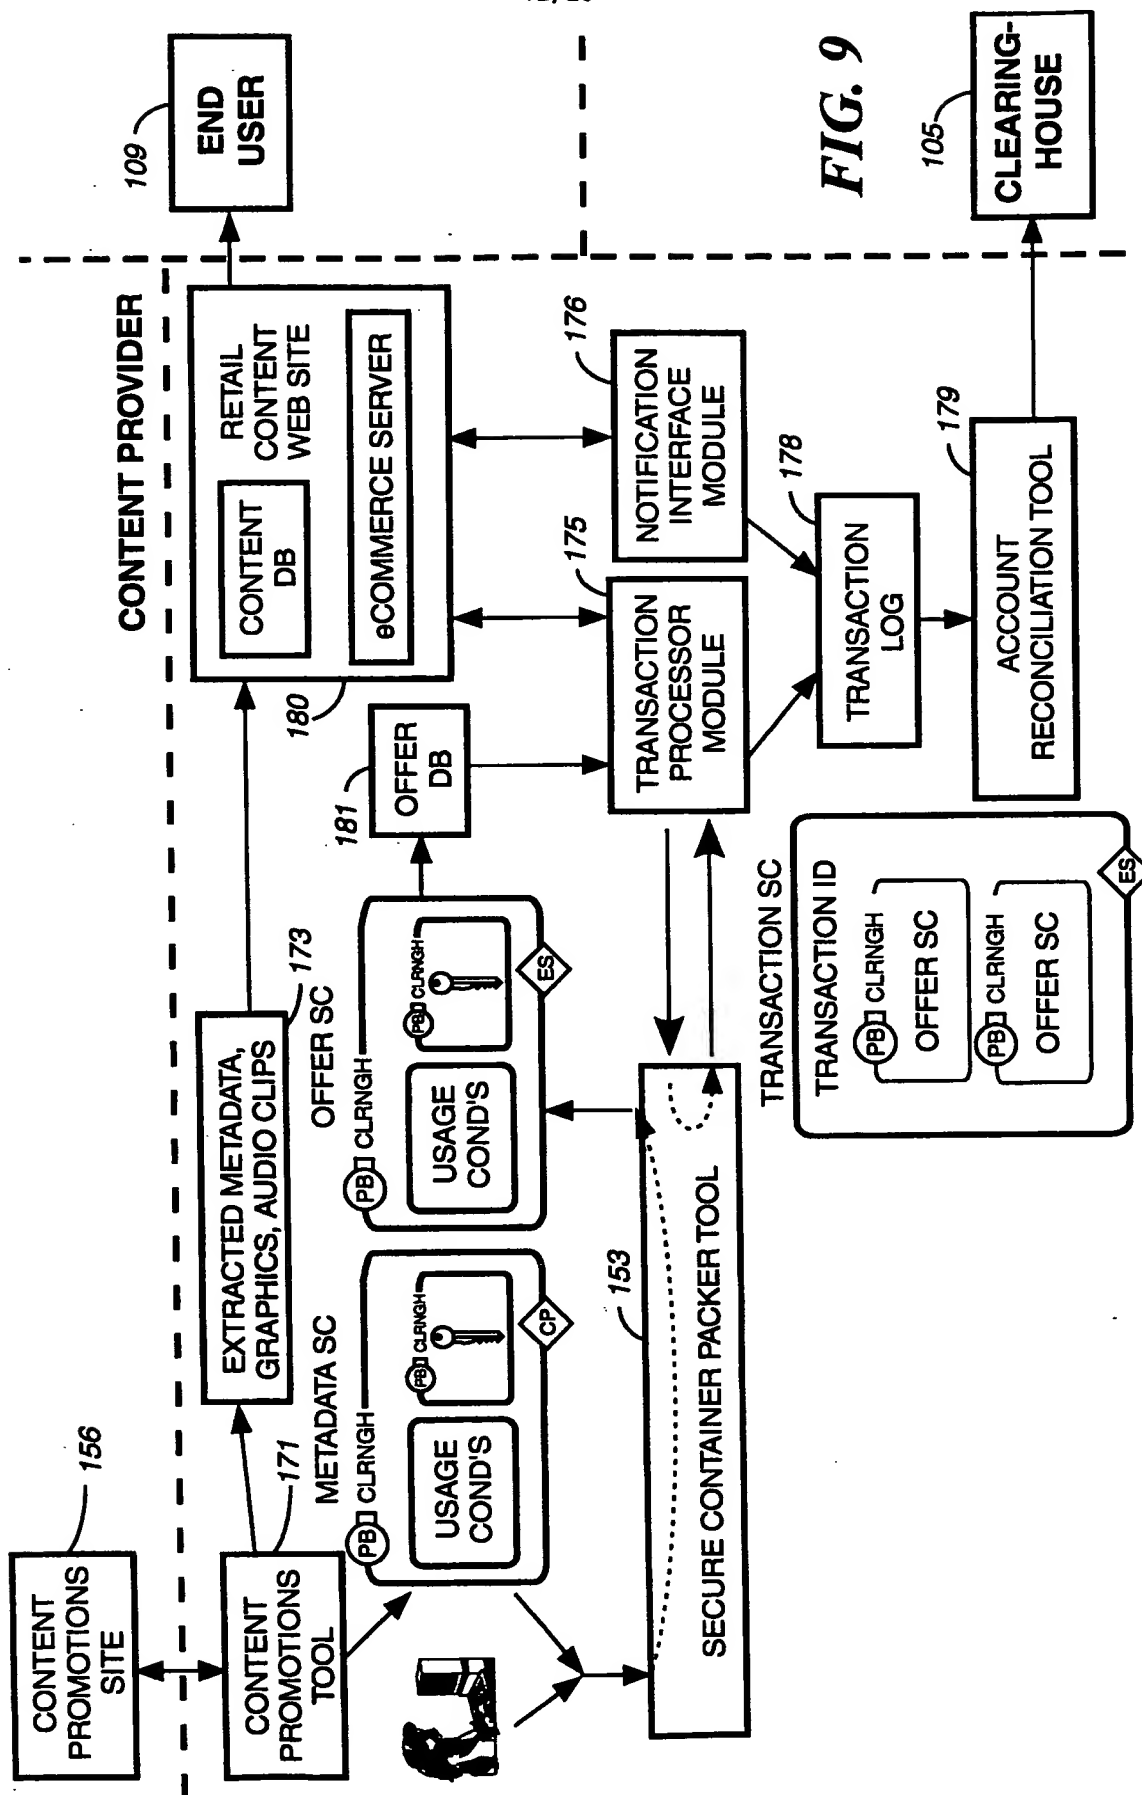 CONTENT PROVIDER
CONTENT
PROMOTIONS
SITE
156
CONTENT
PROMOTIONS
TOOL
171
EXTRACTED METADATA,
GRAPHICS, AUDIO CLIPS
173
RETAIL
CONTENT
WEB SITE
CONTENT
DB
eCOMMERCE SERVER
180
END
USER
109
METADATA SC
PB CLRNGH
USAGE
COND'S
PB CLRNGH
CP
OFFER SC
PB CLRNGH
USAGE
COND'S
PB CLRNGH
ES
OFFER
DB
181
SECURE CONTAINER PACKER TOOL
153
TRANSACTION
PROCESSOR
MODULE
175
NOTIFICATION
INTERFACE
MODULE
176
TRANSACTION
LOG
178
ACCOUNT
RECONCILIATION TOOL
179
TRANSACTION SC
TRANSACTION ID
PB CLRNGH
OFFER SC
PB CLRNGH
OFFER SC
ES
FIG. 9
CLEARING-
HOUSE
105